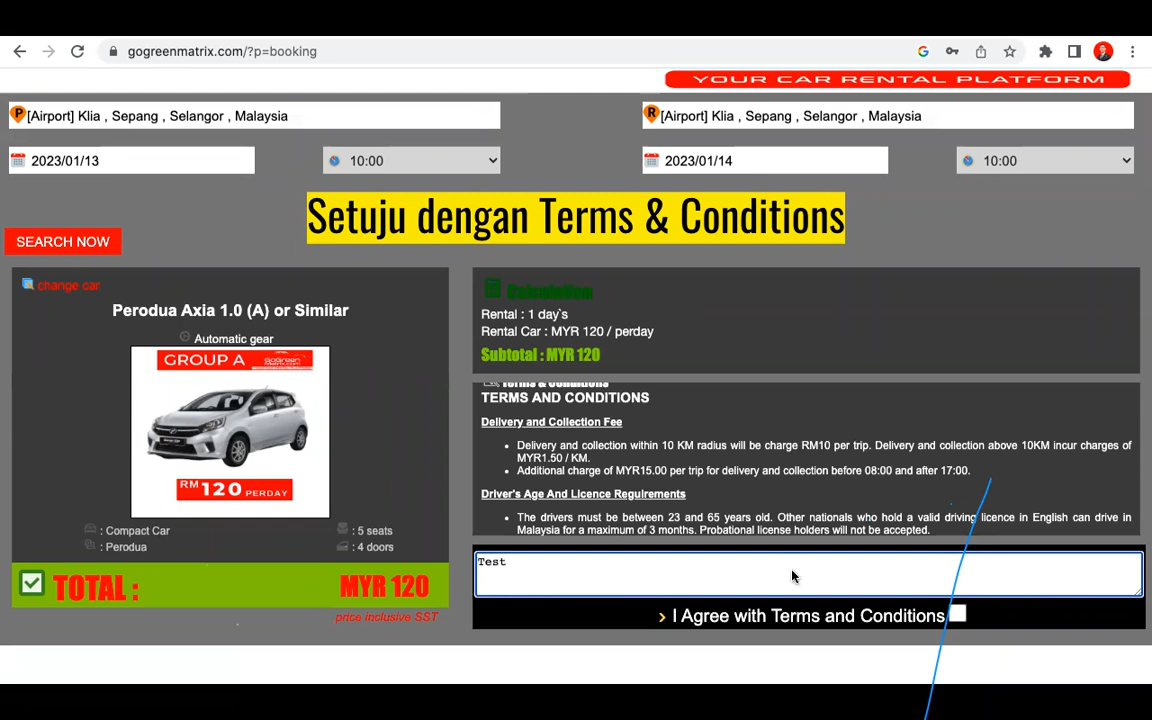 gogreenmatrix.com/?p=booking
YOUR CAR RENTAL PLATFORM
[Airport] Klia , Sepang , Selangor , Malaysia
[Airport] Klia , Sepang , Selangor , Malaysia
2023/01/13
10:00
2023/01/14
10:00
Setuju dengan Terms & Conditions
SEARCH NOW
change car
Perodua Axia 1.0 (A) or Similar
Automatic gear
GROUP A
RM 120 PERDAY
: Compact Car
: 5 seats
: Perodua
: 4 doors
TOTAL :
MYR 120
price inclusive SST
Calculation
Rental : 1 day`s
Rental Car : MYR 120 / perday
Subtotal : MYR 120
Terms & Conditions
TERMS AND CONDITIONS
Delivery and Collection Fee
• Delivery and collection within 10 KM radius will be charge RM10 per trip. Delivery and collection above 10KM incur charges of
MYR1.50 / KM.
• Additional charge of MYR15.00 per trip for delivery and collection before 08:00 and after 17:00.
Driver's Age And Licence Requirements
• The drivers must be between 23 and 65 years old. Other nationals who hold a valid driving licence in English can drive in
Malaysia for a maximum of 3 months. Probational license holders will not be accepted.
Test
› I Agree with Terms and Conditions